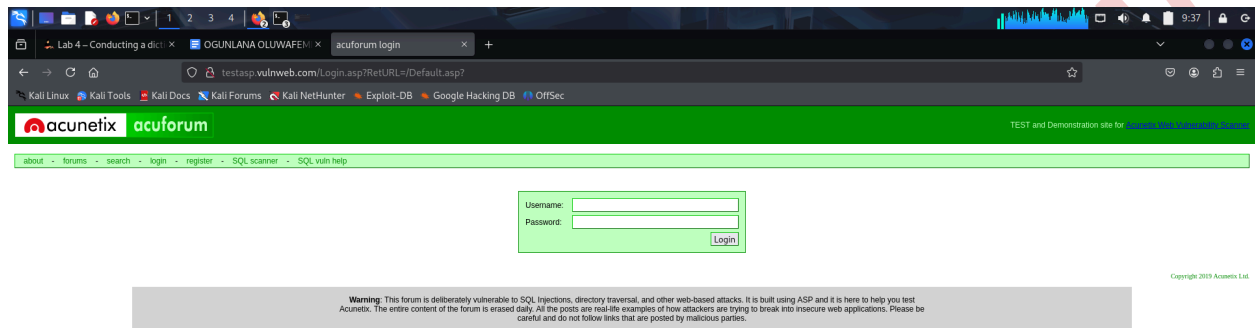 1 2 3 4 9:37
Lab 4 – Conducting a dicti OGUNLANA OLUWAFEMI acuforum login
testasp.vulnweb.com/Login.asp?RetURL=/Default.asp?
Kali Linux Kali Tools Kali Docs Kali Forums Kali NetHunter Exploit-DB Google Hacking DB OffSec
acunetix acuforum TEST and Demonstration site for Acunetix Web Vulnerability Scanner
about - forums - search - login - register - SQL scanner - SQL vuln help
Username:
Password:
Login
Copyright 2019 Acunetix Ltd.
Warning: This forum is deliberately vulnerable to SQL Injections, directory traversal, and other web-based attacks. It is built using ASP and it is here to help you test
Acunetix. The entire content of the forum is erased daily. All the posts are real-life examples of how attackers are trying to break into insecure web applications. Please be
careful and do not follow links that are posted by malicious parties.